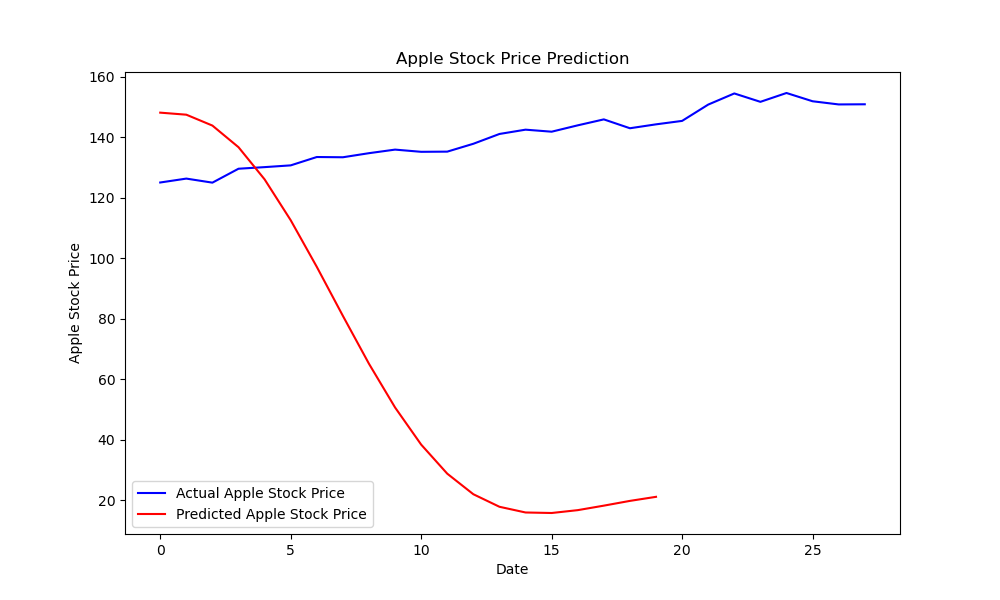 Apple Stock Price Prediction
Apple Stock Price
160
140
120
100
80
60
40
20
Actual Apple Stock Price
Predicted Apple Stock Price
0 5 10 15 20 25
Date